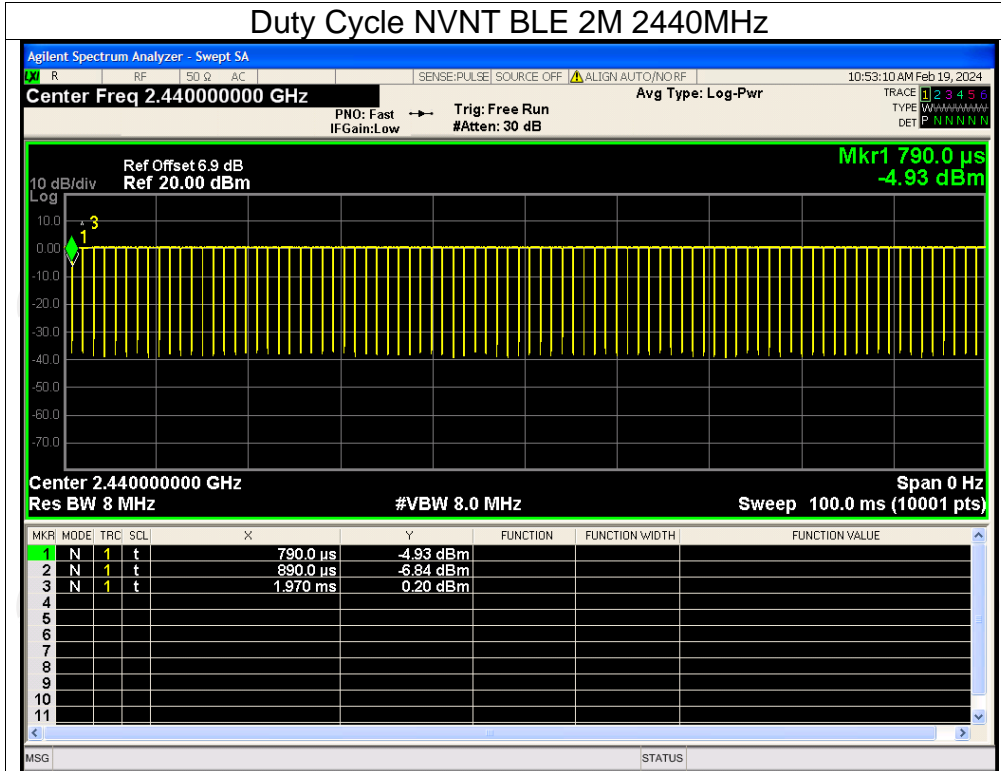 Duty Cycle NVNT BLE 2M 2440MHz
Agilent Spectrum Analyzer - Swept SA
LXI R RF 50 Ω AC SENSE:PULSE SOURCE OFF ALIGN AUTO/NO RF 10:53:10 AM Feb 19, 2024
Center Freq 2.440000000 GHz Avg Type: Log-Pwr TRACE 1 2 3 4 5 6
PNO: Fast Trig: Free Run TYPE WWWWWWW
IFGain:Low #Atten: 30 dB DET P N N N N N
Mkr1 790.0 µs
Ref Offset 6.9 dB
10 dB/div Ref 20.00 dBm -4.93 dBm
Log
10.0
3
1
0.00
-10.0
-20.0
-30.0
-40.0
-50.0
-60.0
-70.0
Center 2.440000000 GHz Span 0 Hz
Res BW 8 MHz #VBW 8.0 MHz Sweep 100.0 ms (10001 pts)
MKR MODE TRC SCL X Y FUNCTION FUNCTION WIDTH FUNCTION VALUE
1 N 1 t 790.0 µs -4.93 dBm
2 N 1 t 890.0 µs -6.84 dBm
3 N 1 t 1.970 ms 0.20 dBm
4
5
6
7
8
9
10
11
MSG STATUS